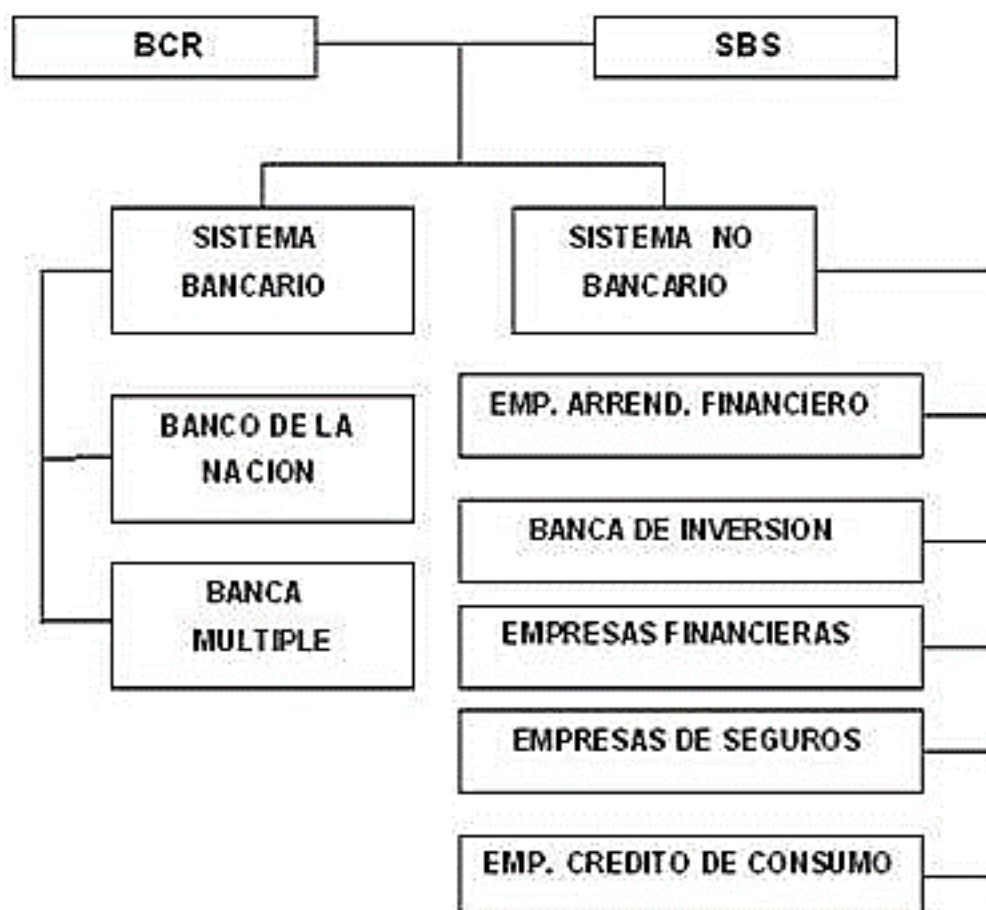 BCR
SBS
SISTEMA
BANCARIO
SISTEMA NO
BANCARIO
BANCO DE LA
NACION
BANCA
MULTIPLE
EMP. ARREND. FINANCIERO
BANCA DE INVERSION
EMPRESAS FINANCIERAS
EMPRESAS DE SEGUROS
EMP. CREDITO DE CONSUMO